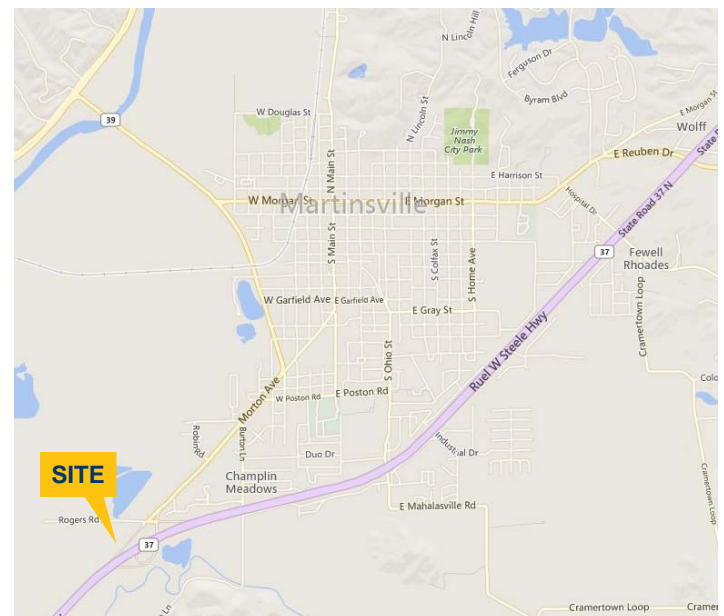 N Lincoln Hill
Ferguson Dr
Byram Blvd
N Lincoln St
W Douglas St
39
N Main St
Jimmy
Nash
City Park
E Morgan St
Wolff
E Reuben Dr
E Harrison St
Hospital Dr
State Road 37 N
W Morgan St
Martinsville
E Morgan St
S Main St
S Colfax St
S Home Ave
37
Fewell
Rhoades
Cramertown Loop
W Garfield Ave
E Garfield Ave
E Gray St
S Ohio St
Ruel W Steele Hwy
Morton Ave
W Poston Rd
E Poston Rd
Robin Rd
Burton Ln
Duo Dr
Industrial Dr
Champlin
Meadows
SITE
Rogers Rd
37
E Mahalasville Rd
Cramertown Loop
Cramertown Loop